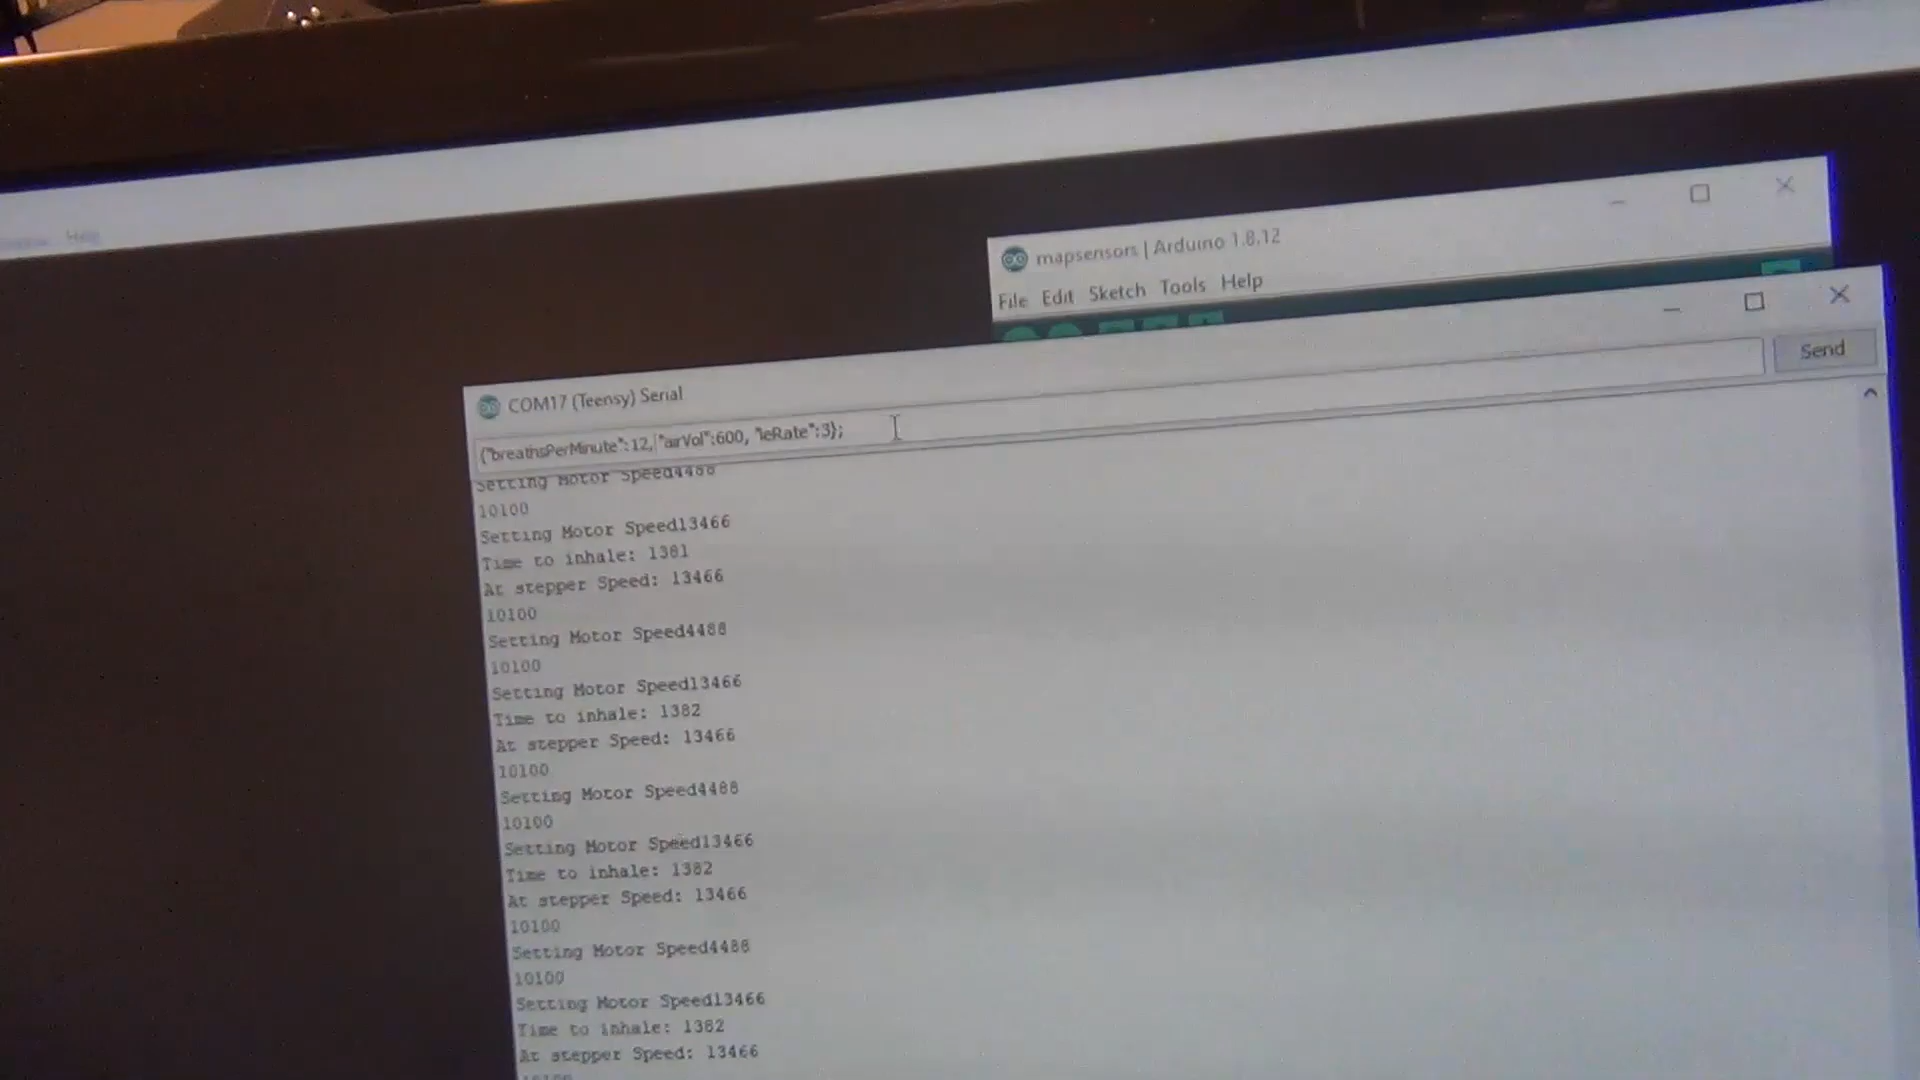 Help
mapsensors | Arduino 1.8.12
File Edit Sketch Tools Help
COM17 (Teensy) Serial
Send
{"breathsPerMinute":12, "airVol":600, "ieRate":3};
Setting Motor Speed4488
10100
Setting Motor Speed13466
Time to inhale: 1381
At stepper Speed: 13466
10100
Setting Motor Speed4488
10100
Setting Motor Speed13466
Time to inhale: 1382
At stepper Speed: 13466
10100
Setting Motor Speed4488
10100
Setting Motor Speed13466
Time to inhale: 1382
At stepper Speed: 13466
10100
Setting Motor Speed4488
10100
Setting Motor Speed13466
Time to inhale: 1382
At stepper Speed: 13466